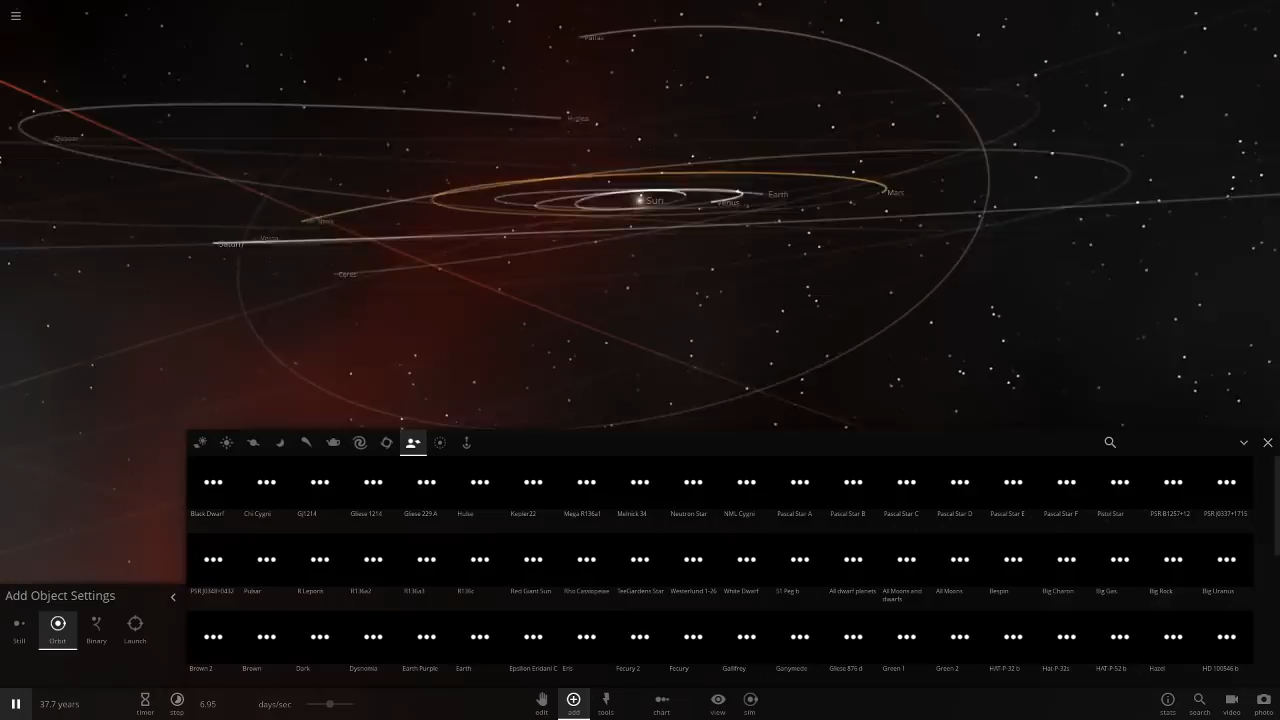 Pallas
Hygiea
Quaoar
Sun
Earth
Mars
Venus
Saturn
Vesta
Ceres
Black Dwarf Chi Cygni GJ1214 Gliese 1214 Gliese 229 A Hulse Kepler22 Mega R136a1 Melnick 34 Neutron Star NML Cygni Pascal Star A Pascal Star B Pascal Star C Pascal Star D Pascal Star E Pascal Star F Pistol Star PSR B1257+12 PSR J0337+1715
PSR J0348+0432 Pulsar R Leporis R136a2 R136a3 R136c Red Giant Sun Rho Cassiopeiae TeeGardens Star Westerlund 1-26 White Dwarf 51 Peg b All dwarf planets All Moons and All Moons Bespin Big Charon Big Gas Big Rock Big Uranus
dwarfs
Add Object Settings
Still Orbit Binary Launch
Brown 2 Brown Dark Dysnomia Earth Purple Earth Epsilon Eridani C Eris Fecury 2 Fecury Gallifrey Ganymede Gliese 876 d Green 1 Green 2 HAT-P-32 b Hat-P-32s HAT-P-52 b Hazel HD 100546 b
37.7 years
timer step
6.95 days/sec
edit add tools chart view sim stats search video photo